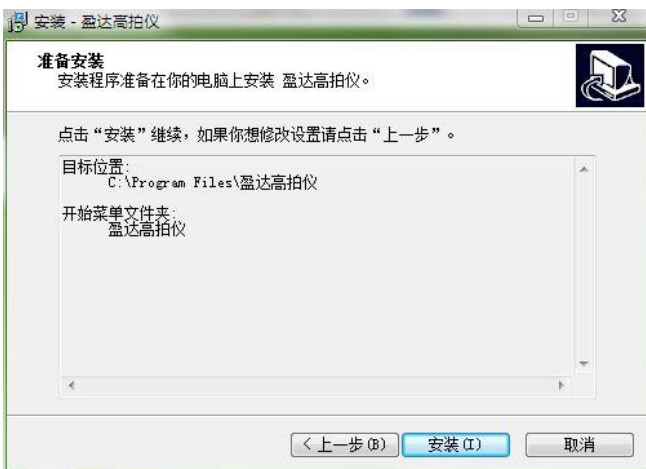 安装 - 盈达高拍仪
准备安装
安装程序准备在你的电脑上安装 盈达高拍仪。
点击“安装”继续，如果你想修改设置请点击“上一步”。
目标位置:
C:\Program Files\盈达高拍仪
开始菜单文件夹:
盈达高拍仪
< 上一步(B)
安装(I)
取消